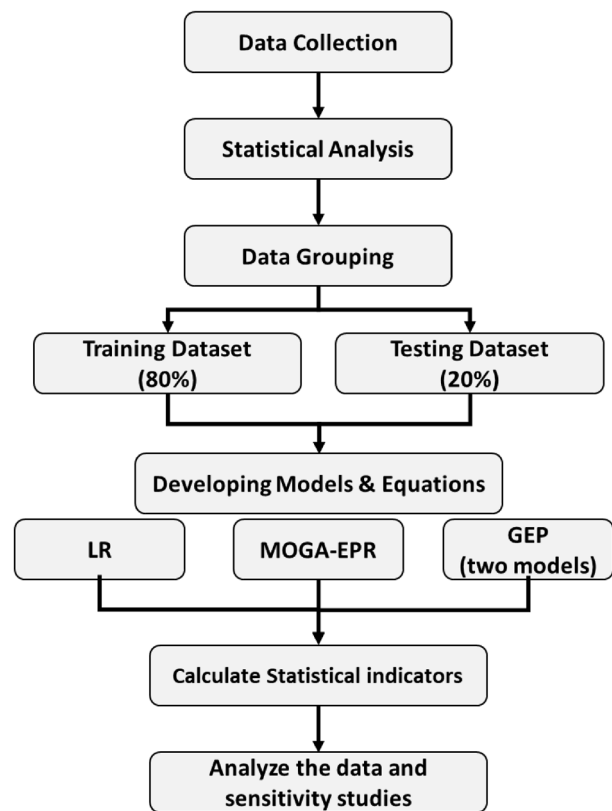 Data Collection
Statistical Analysis
Data Grouping
Training Dataset
(80%)
Testing Dataset
(20%)
Developing Models & Equations
LR
MOGA-EPR
GEP
(two models)
Calculate Statistical indicators
Analyze the data and
sensitivity studies